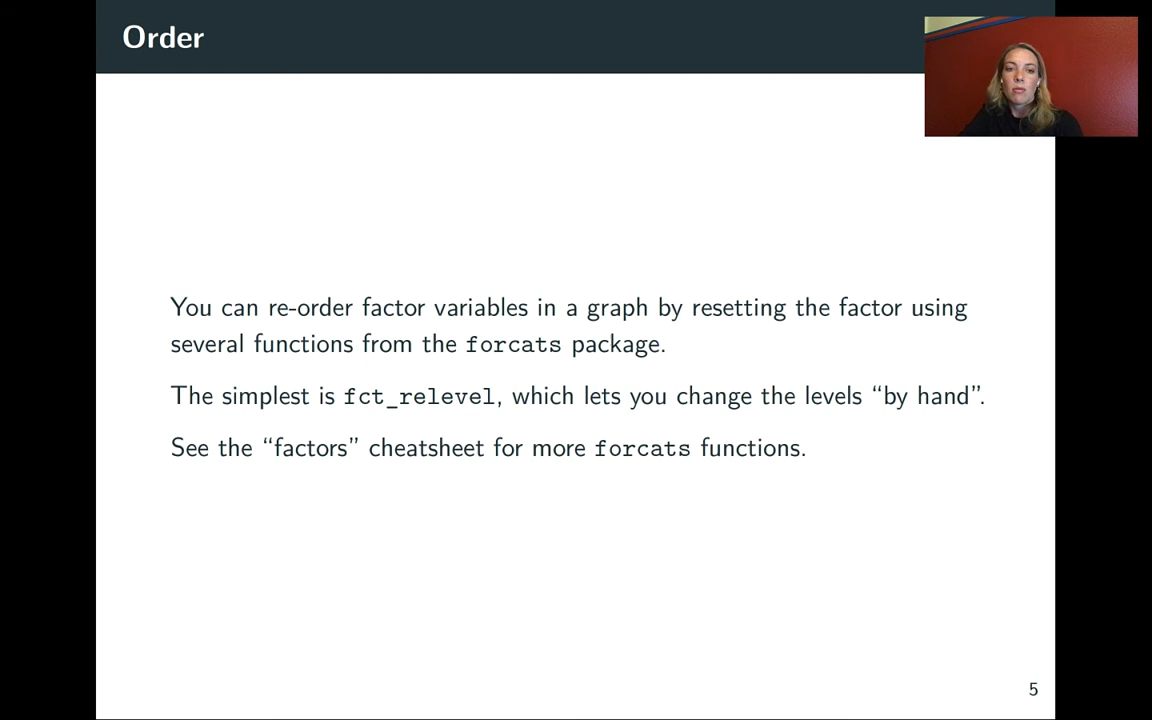 Order
You can re-order factor variables in a graph by resetting the factor using
several functions from the forcats package.
The simplest is fct_relevel, which lets you change the levels “by hand”.
See the “factors” cheatsheet for more forcats functions.
5